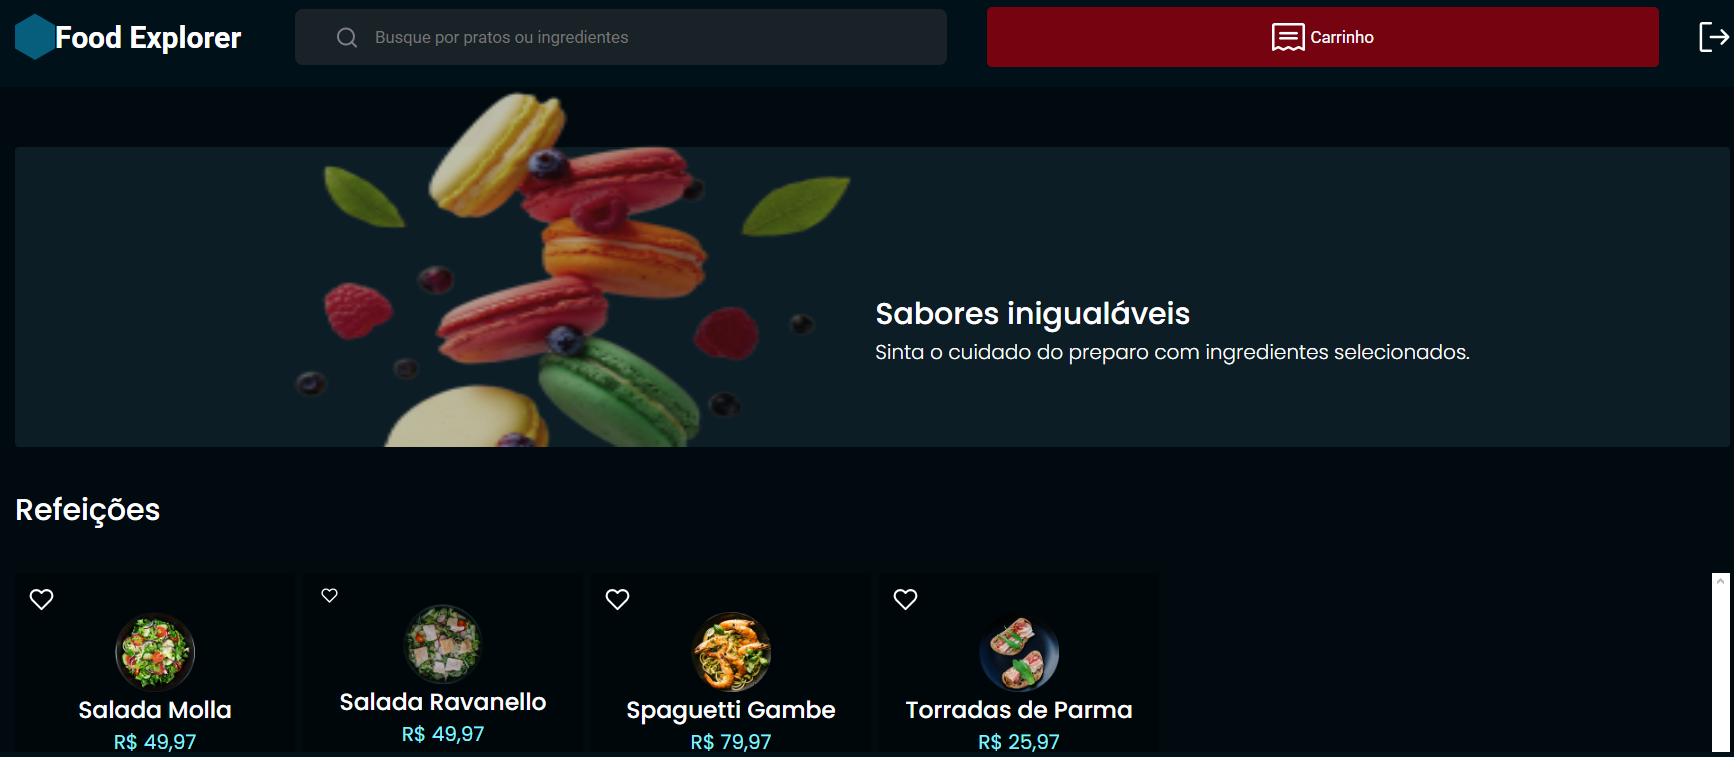 Food Explorer
Busque por pratos ou ingredientes
Carrinho
Sabores inigualáveis
Sinta o cuidado do preparo com ingredientes selecionados.
Refeições
Salada Molla
R$ 49,97
Salada Ravanello
R$ 49,97
Spaguetti Gambe
R$ 79,97
Torradas de Parma
R$ 25,97